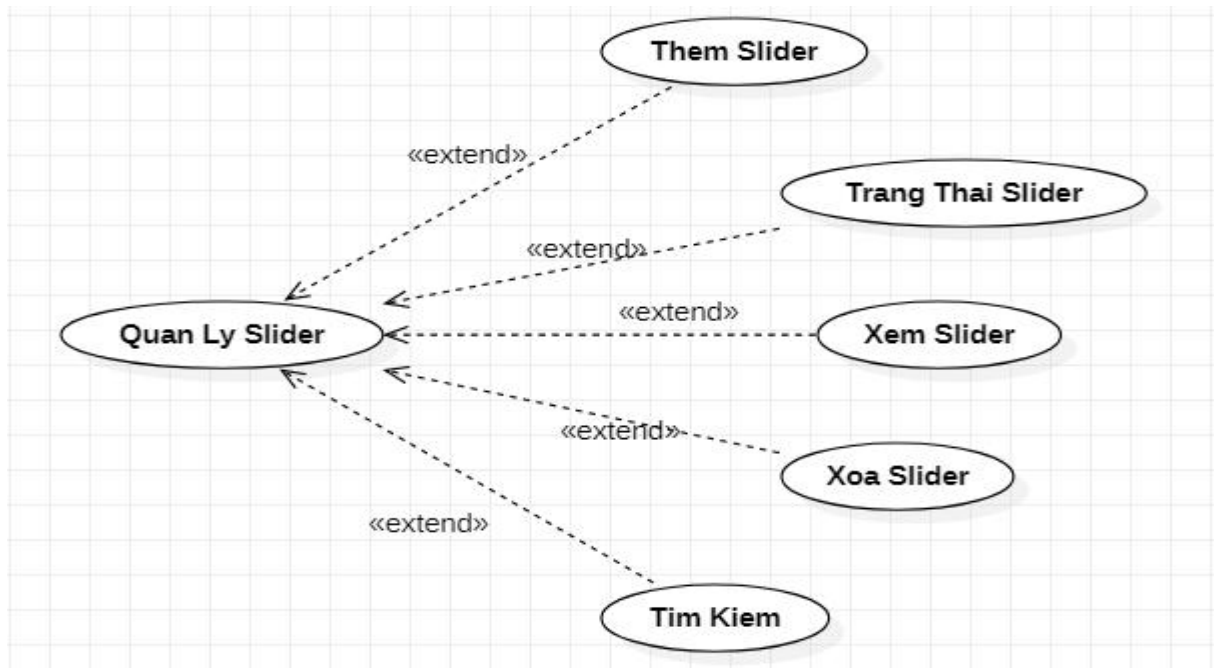 Them Slider
«extend»
Trang Thai Slider
«extend»
«extend»
Quan Ly Slider
Xem Slider
«extend»
Xoa Slider
«extend»
Tim Kiem